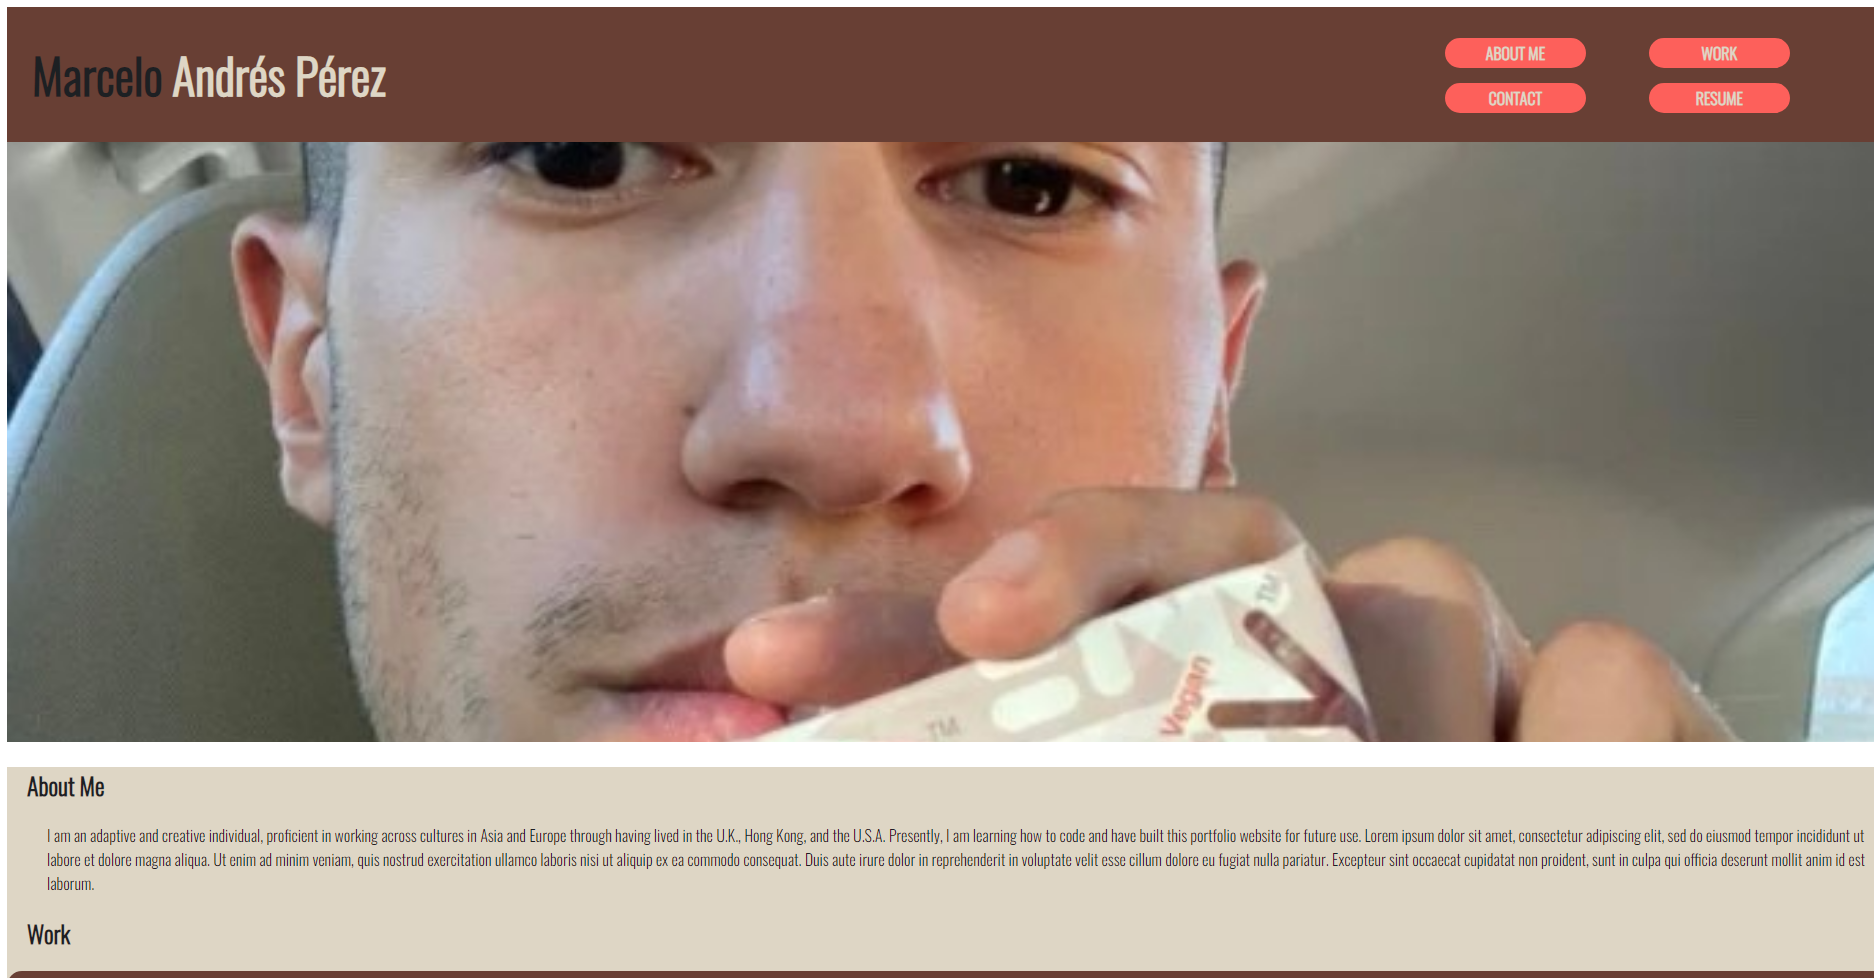 Marcelo Andrés Pérez
ABOUT ME
WORK
CONTACT
RESUME
TM
Vegan
TM
About Me
I am an adaptive and creative individual, proficient in working across cultures in Asia and Europe through having lived in the U.K., Hong Kong, and the U.S.A. Presently, I am learning how to code and have built this portfolio website for future use. Lorem ipsum dolor sit amet, consectetur adipiscing elit, sed do eiusmod tempor incididunt ut
labore et dolore magna aliqua. Ut enim ad minim veniam, quis nostrud exercitation ullamco laboris nisi ut aliquip ex ea commodo consequat. Duis aute irure dolor in reprehenderit in voluptate velit esse cillum dolore eu fugiat nulla pariatur. Excepteur sint occaecat cupidatat non proident, sunt in culpa qui officia deserunt mollit anim id est
laborum.
Work